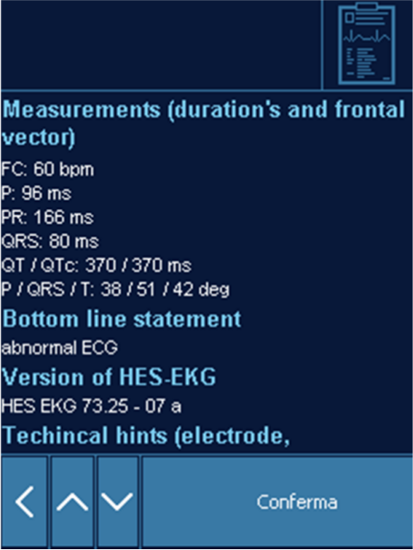 Measurements (duration's and frontal
vector)
FC: 60 bpm
P: 96 ms
PR: 166 ms
QRS: 80 ms
QT / QTc: 370 / 370 ms
P / QRS / T: 38 / 51 / 42 deg
Bottom line statement
abnormal ECG
Version of HES-EKG
HES EKG 73.25 - 07 a
Techincal hints (electrode,
Conferma